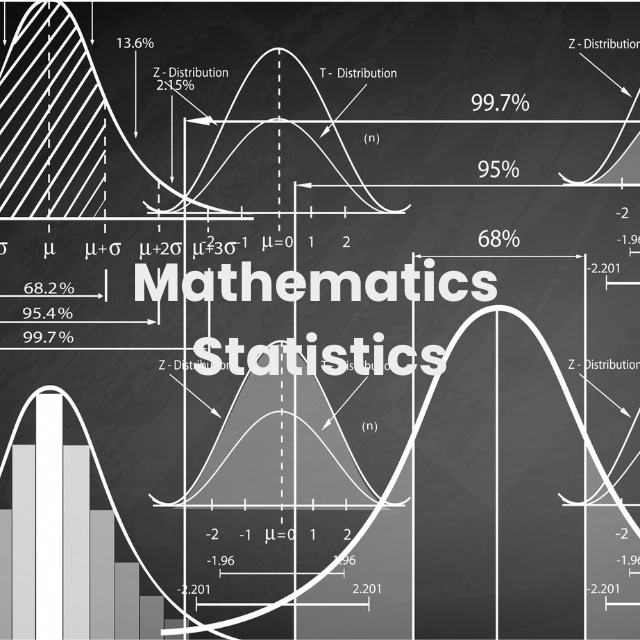 13.6%
Z - Distribution
T - Distribution
Z - Distribution
2.15%
99.7%
(n)
95%
-2
σ
μ
μ+σ
μ+2σ
μ+3σ
-2
-1
μ=0
1
2
68%
-1.96
-2.201
Mathematics
68.2%
95.4%
99.7%
Statistics
Z - Distribution
Z - Distribution
(n)
-2
-1
μ=0
1
2
-2
-1.96
1.96
-1.96
-2.201
2.201
-2.201